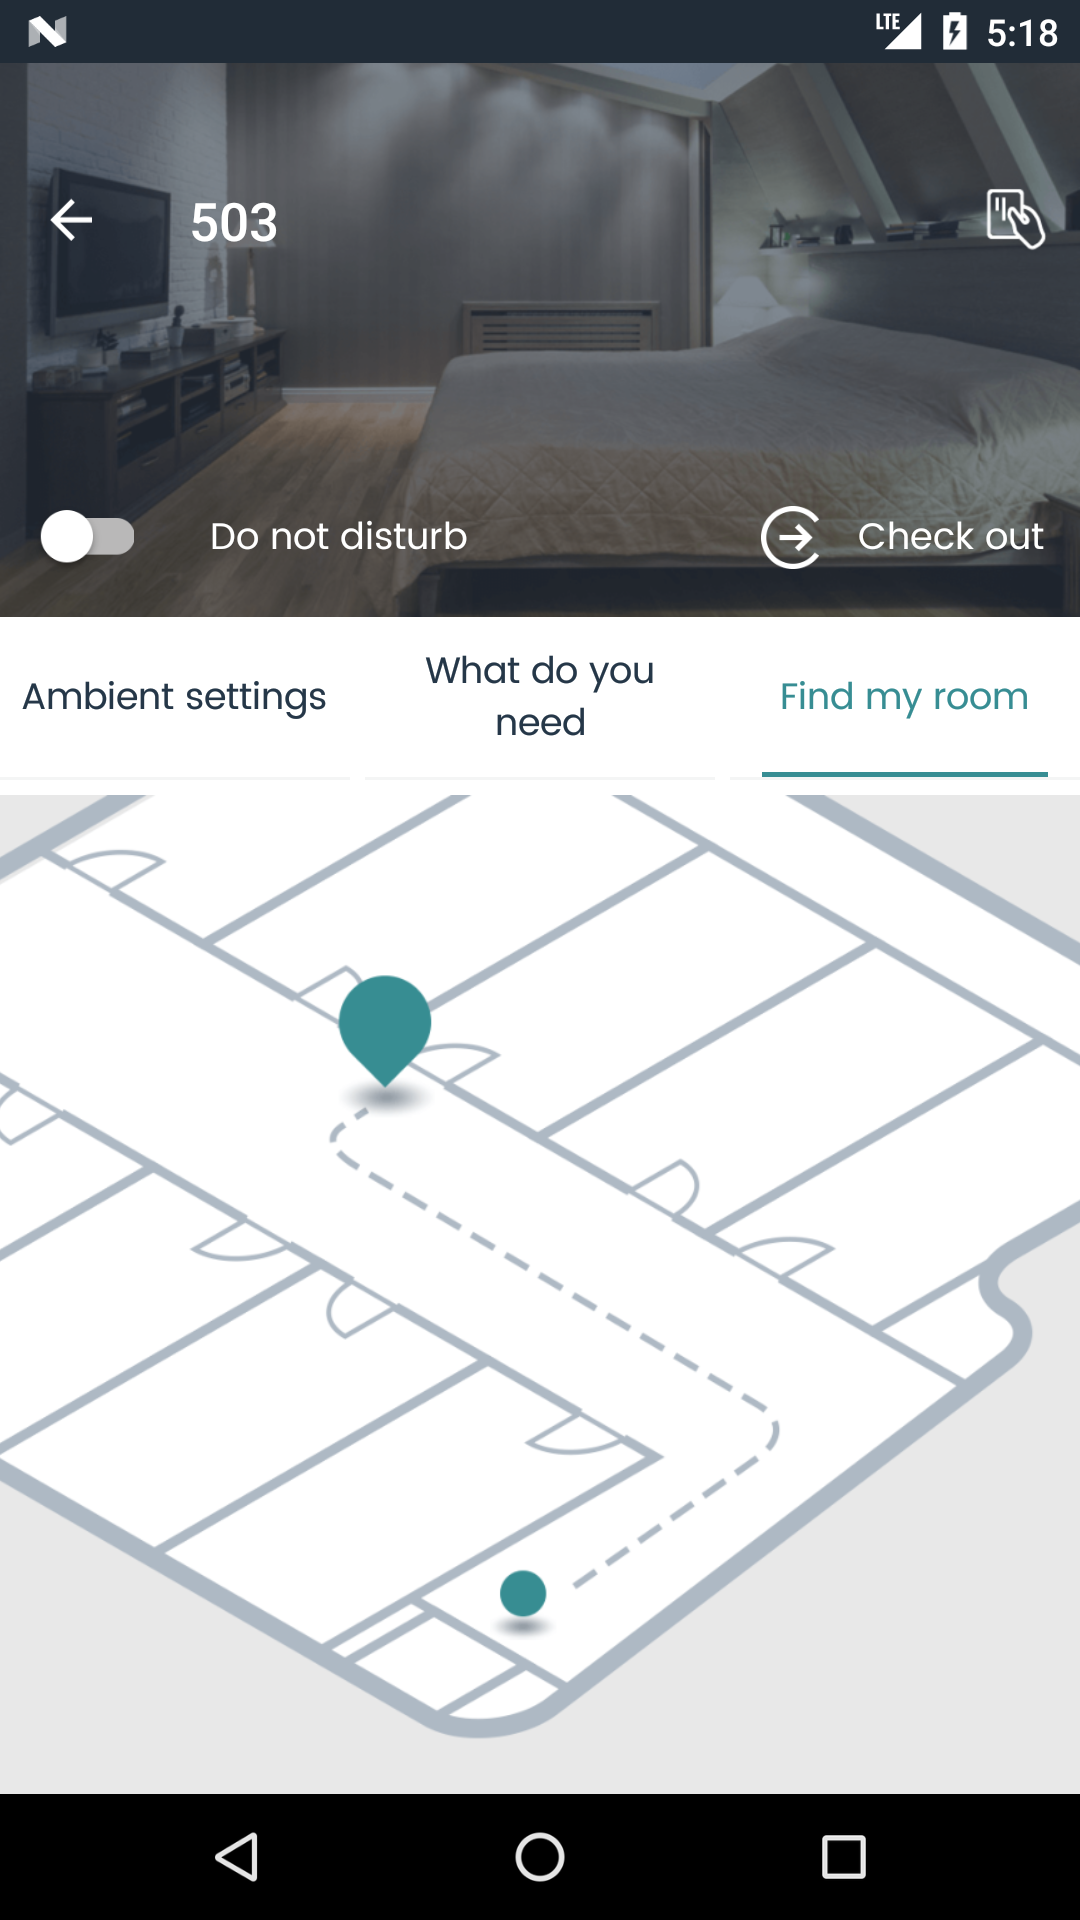 LTE 5:18
503
Do not disturb
Check out
Ambient settings
What do you
need
Find my room